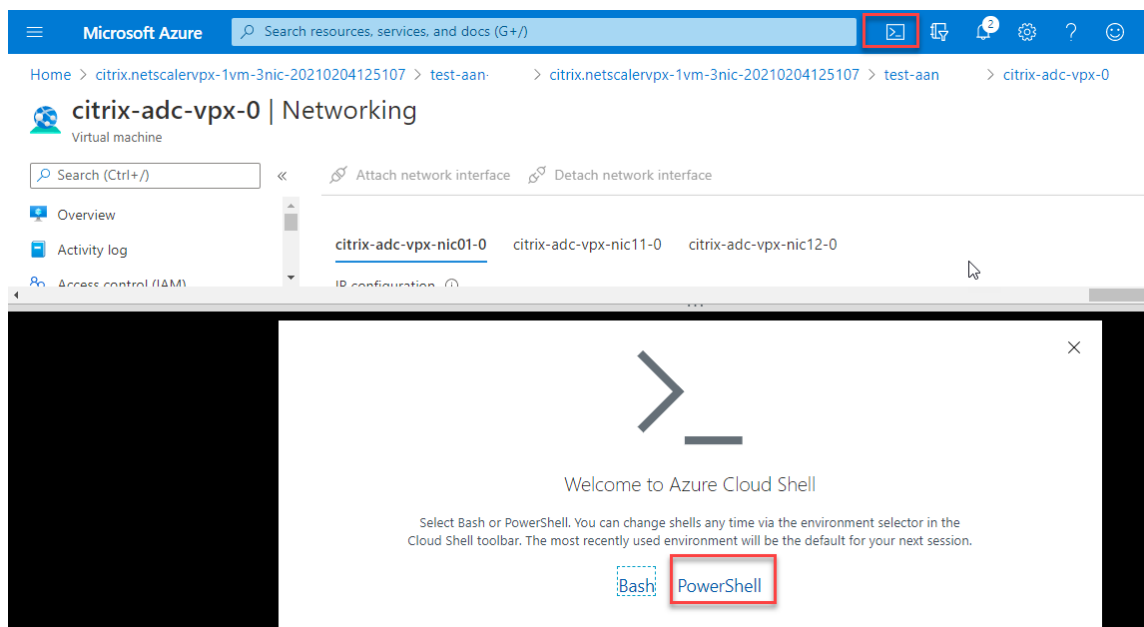 Microsoft Azure Search resources, services, and docs (G+/) 2
Home > citrix.netscalervpx-1vm-3nic-20210204125107 > test-aan > citrix.netscalervpx-1vm-3nic-20210204125107 > test-aan > citrix-adc-vpx-0
citrix-adc-vpx-0 | Networking
Virtual machine
Search (Ctrl+/) « Attach network interface Detach network interface
Overview
citrix-adc-vpx-nic01-0 citrix-adc-vpx-nic11-0 citrix-adc-vpx-nic12-0
Activity log
Access control (IAM) IP configuration
Welcome to Azure Cloud Shell
Select Bash or PowerShell. You can change shells any time via the environment selector in the
Cloud Shell toolbar. The most recently used environment will be the default for your next session.
Bash PowerShell